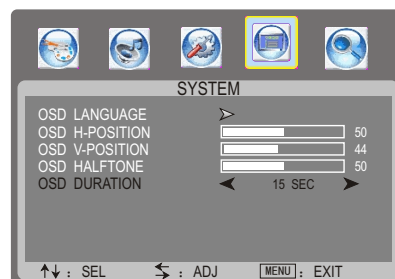 SYSTEM
OSD LANGUAGE
OSD H-POSITION 50
OSD V-POSITION 44
OSD HALFTONE 50
OSD DURATION 15 SEC
: SEL : ADJ MENU : EXIT